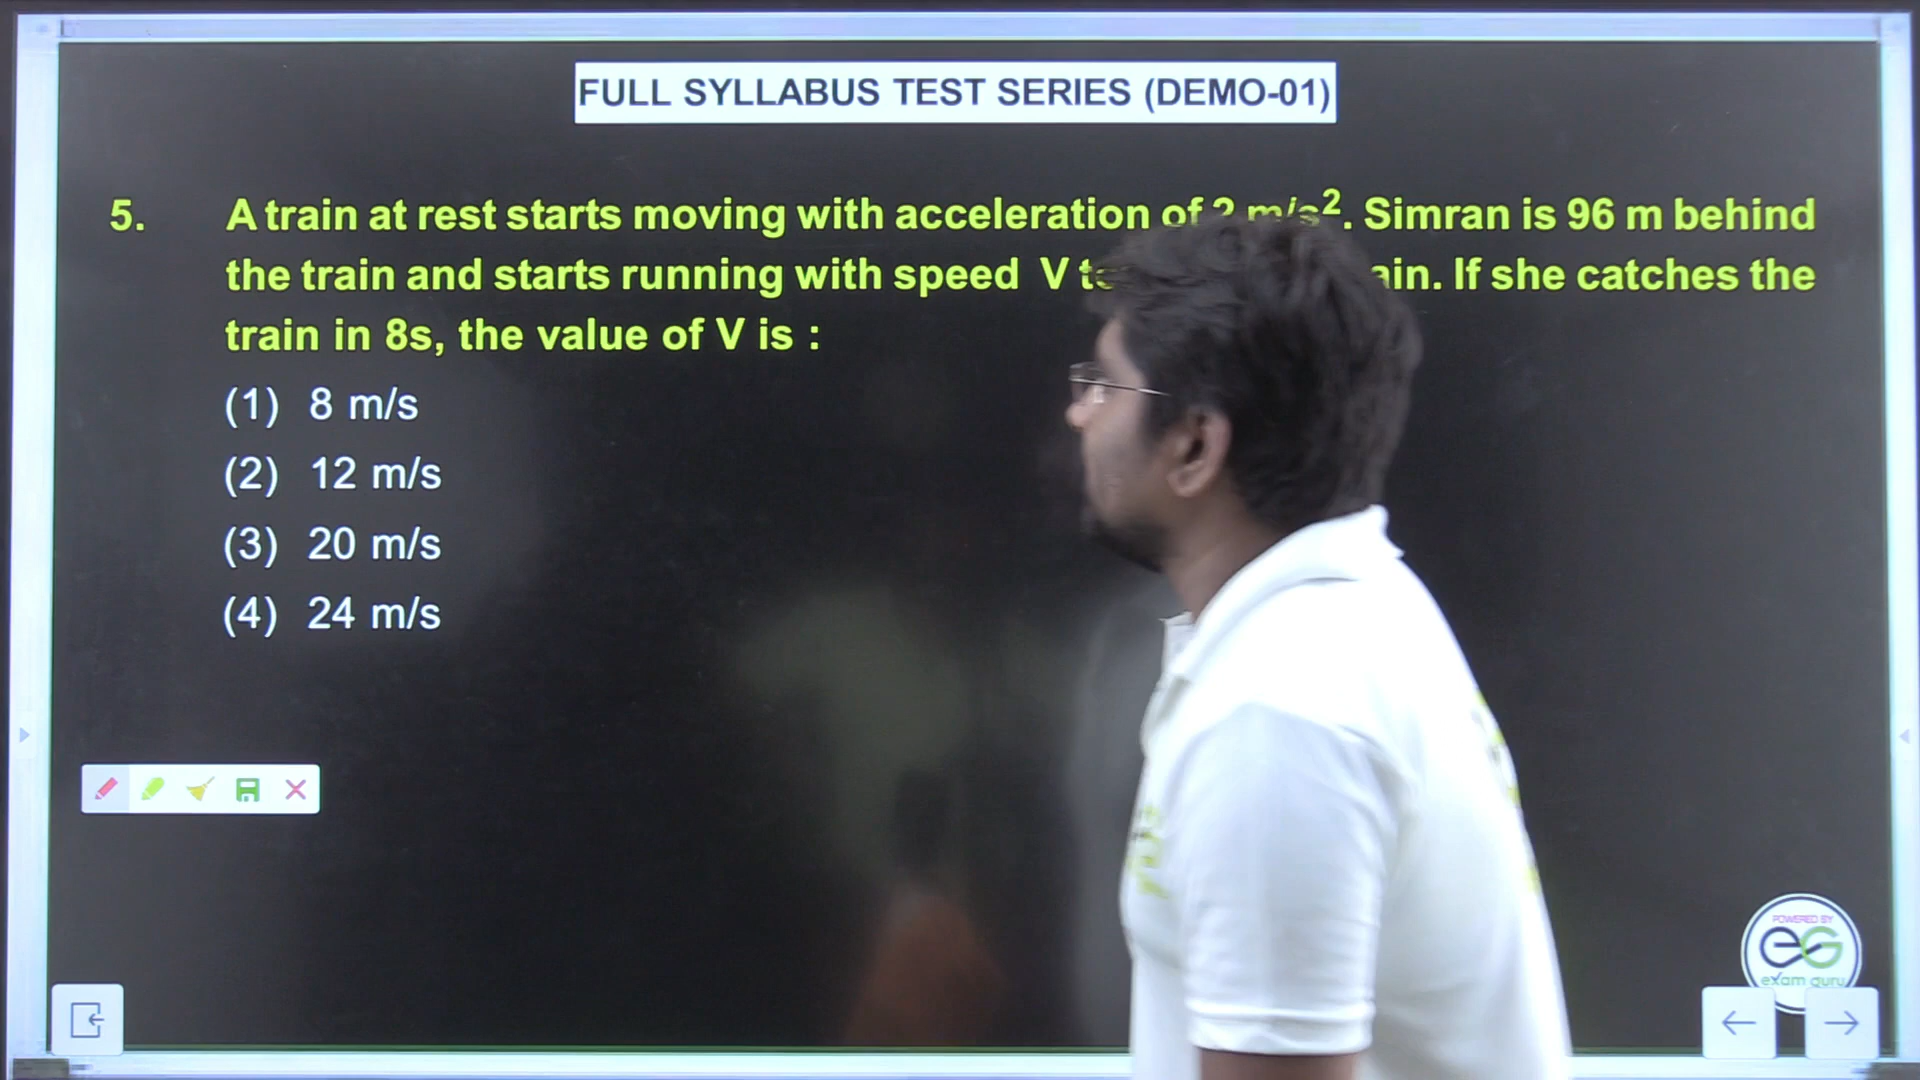 FULL SYLLABUS TEST SERIES (DEMO-01)
5. A train at rest starts moving with acceleration of 2 m/s². Simran is 96 m behind
the train and starts running with speed V If she catches the
train in 8s, the value of V is :
(1) 8 m/s
(2) 12 m/s
(3) 20 m/s
(4) 24 m/s
POWERED BY
eG
exam guru